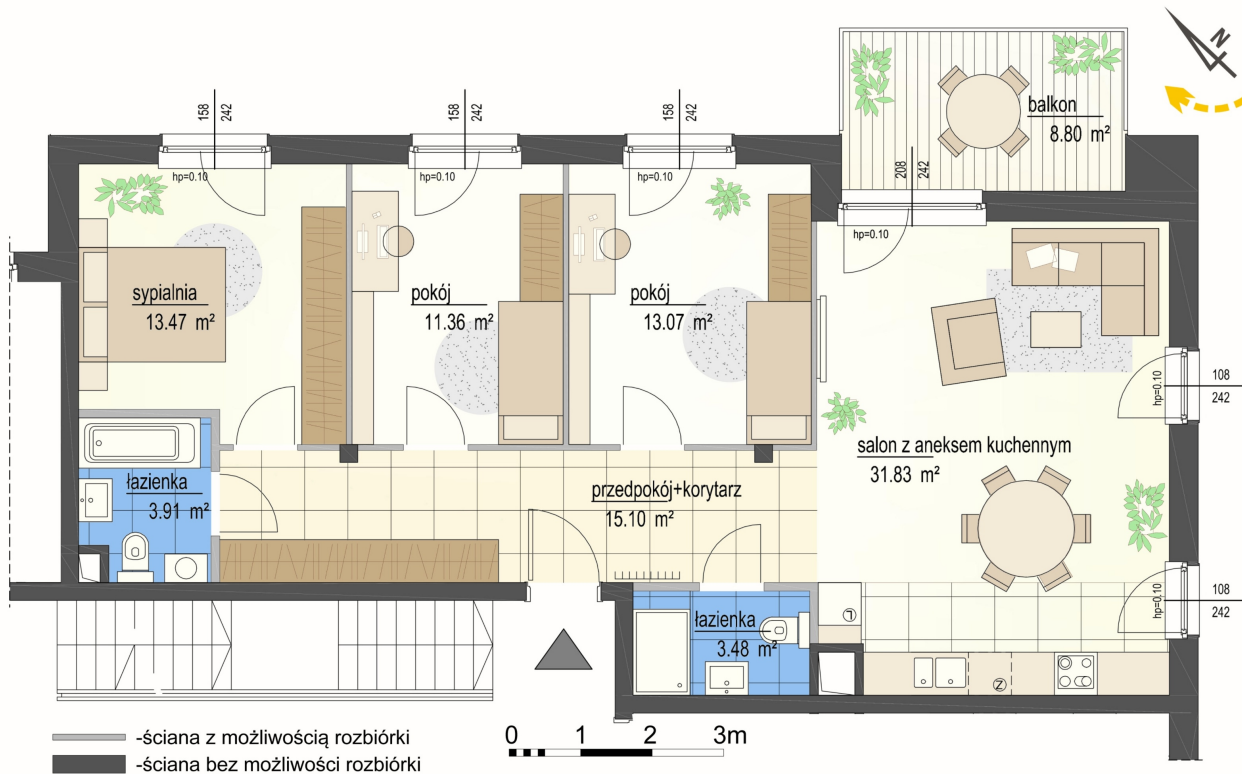 N
balkon
8.80 m²
158
242
158
242
158
242
208
242
hp=0.10
hp=0.10
hp=0.10
hp=0.10
sypialnia
13.47 m²
pokój
11.36 m²
pokój
13.07 m²
hp=0.10
108
242
salon z aneksem kuchennym
31.83 m²
łazienka
3.91 m²
przedpokój+korytarz
15.10 m²
hp=0.10
108
242
L
łazienka
3.48 m²
Z
0 1 2 3m
-ściana z możliwością rozbiórki
-ściana bez możliwości rozbiórki